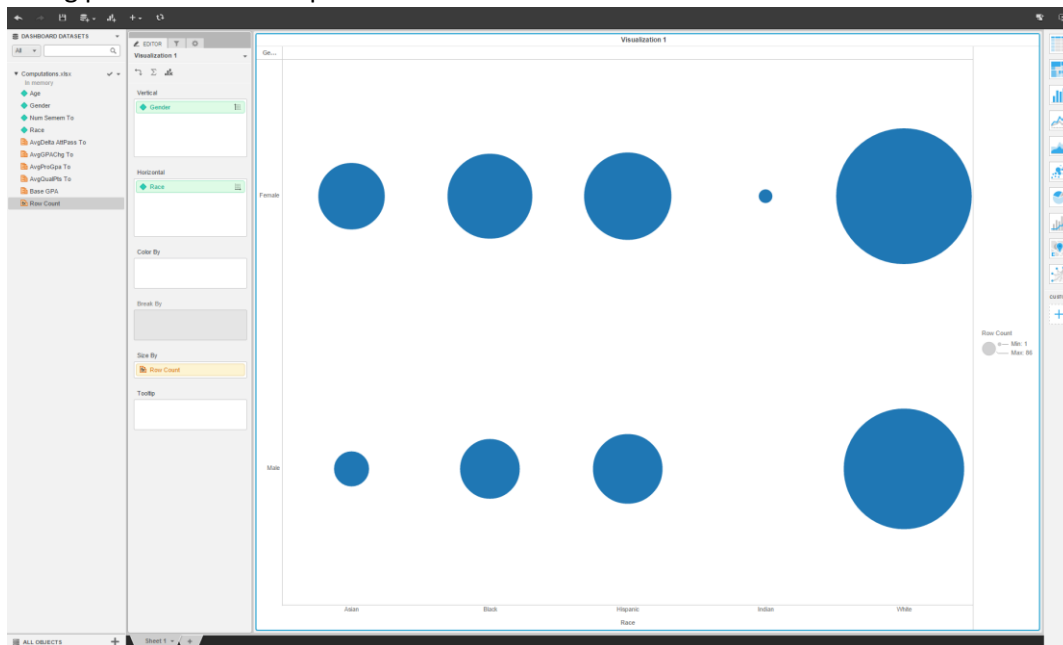 Visualization 1
DASHBOARD DATASETS
All
Computations.xlsx
In memory
Age
Gender
Num Semem To
Race
AvgDelta AttPass To
AvgGPAChg To
AvgProGpa To
AvgQualPts To
Base GPA
Row Count
EDITOR
Visualization 1
Vertical
Gender
Horizontal
Race
Color By
Break By
Size By
Row Count
Tooltip
Ge...
Female
Male
Asian
Black
Hispanic
Indian
White
Race
Row Count
Min: 1
Max: 86
ALL OBJECTS
Sheet 1